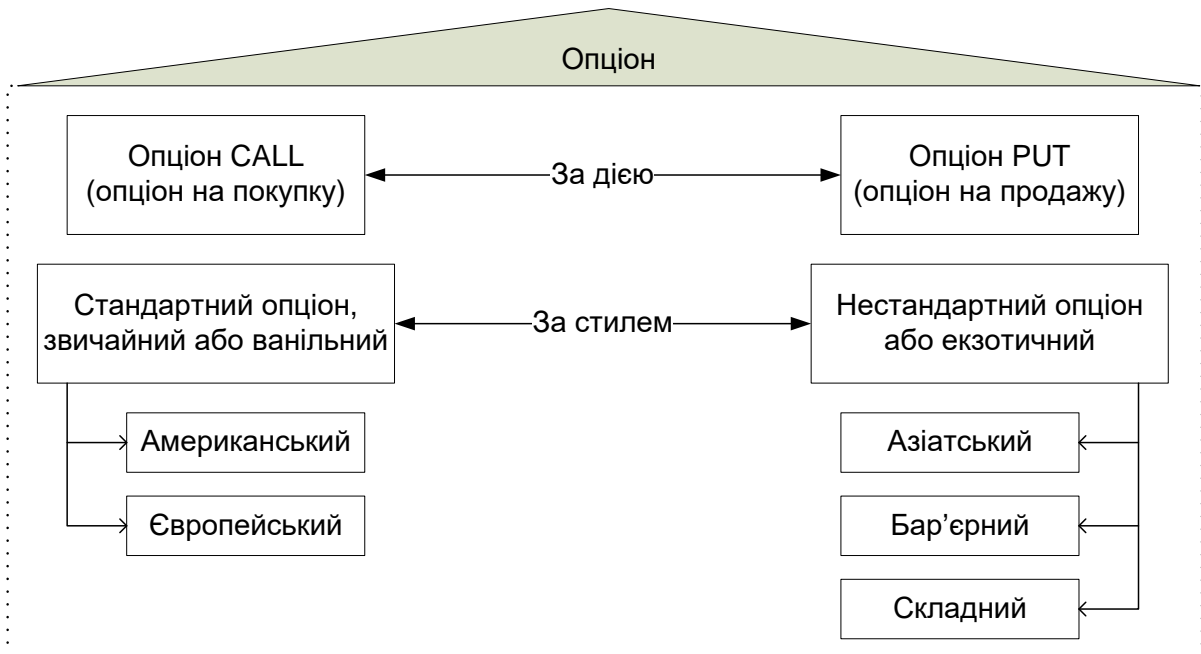 Опціон
Опціон CALL
(опціон на покупку)
За дією
Опціон PUT
(опціон на продажу)
Стандартний опціон,
звичайний або ванільний
За стилем
Нестандартний опціон
або екзотичний
Американський
Європейський
Азіатський
Бар’єрний
Складний